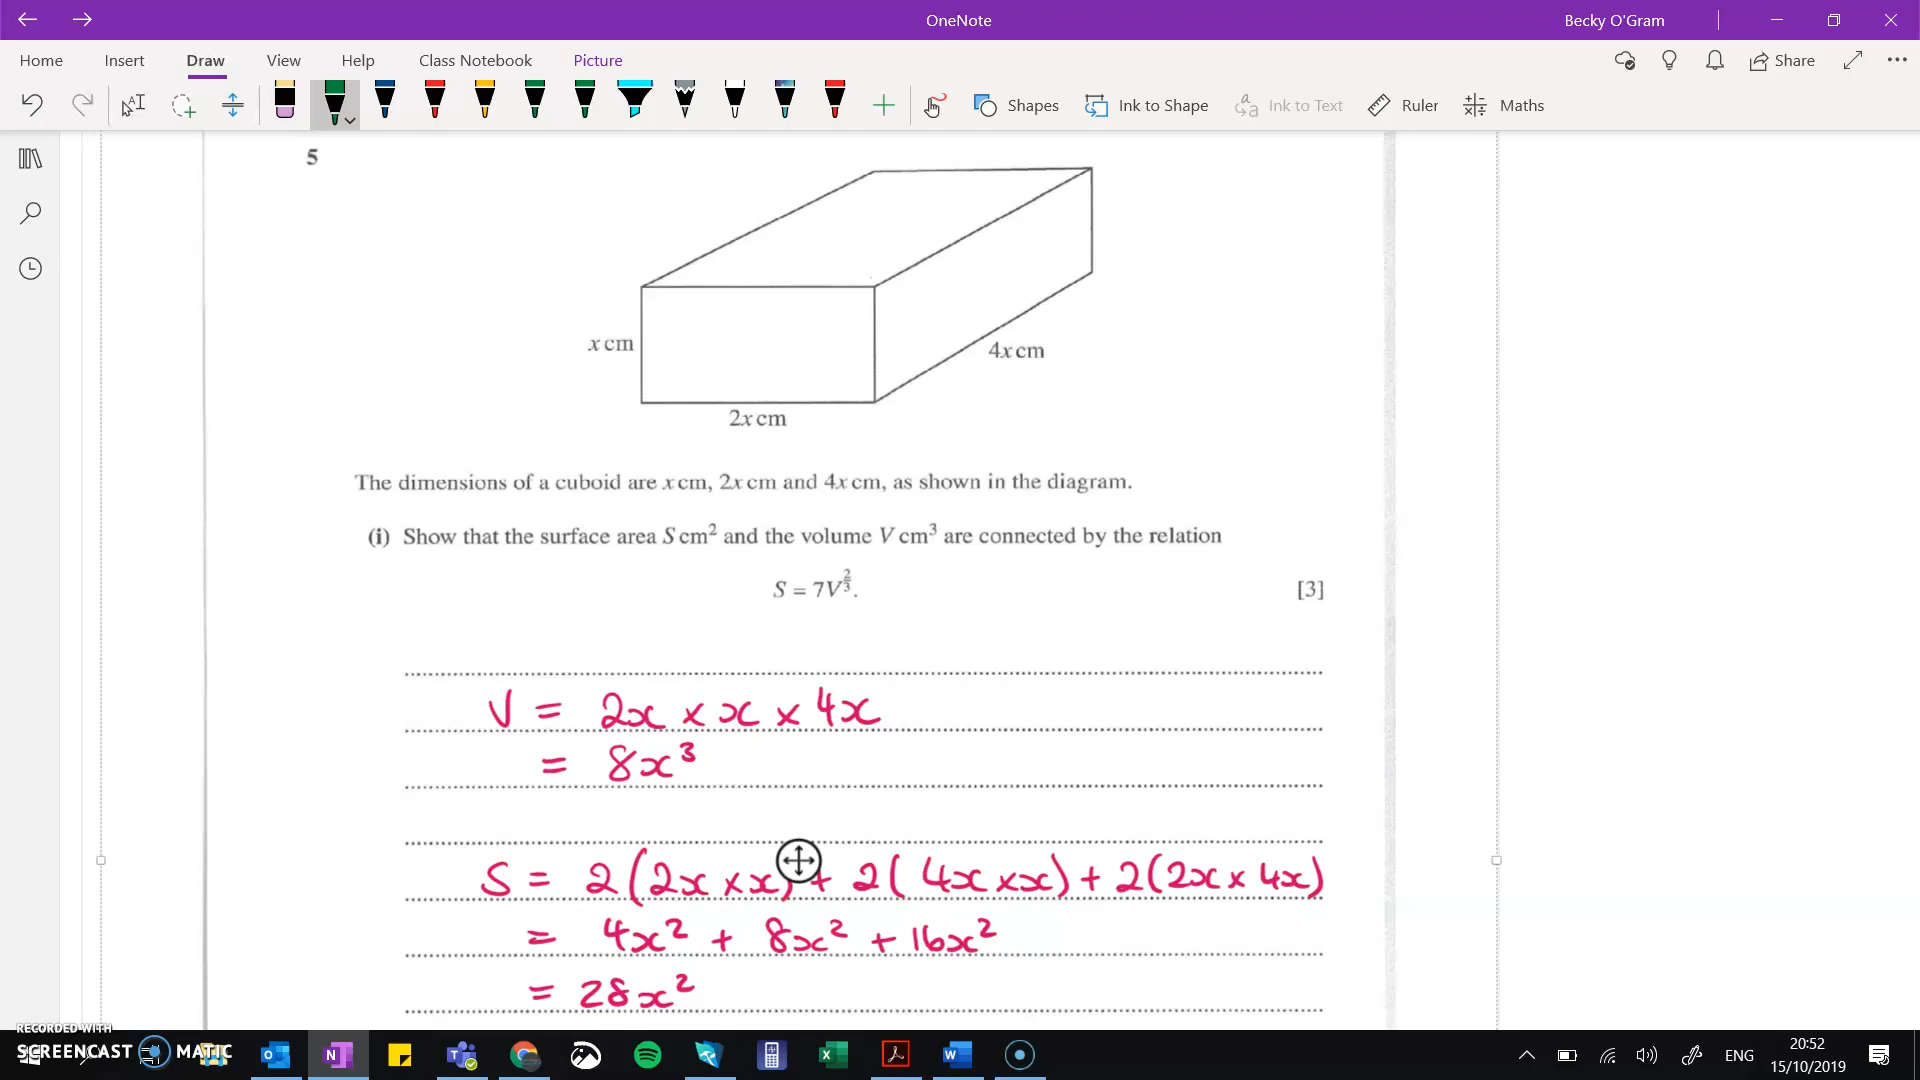 OneNote
Becky O'Gram
Home Insert Draw View Help Class Notebook Picture
Share
Shapes Ink to Shape Ink to Text Ruler Maths
5
x cm
4x cm
2x cm
The dimensions of a cuboid are x cm, 2x cm and 4x cm, as shown in the diagram.
(i) Show that the surface area S cm² and the volume V cm³ are connected by the relation
S = 7V^{2/3}. [3]
V = 2x × x × 4x
= 8x³
S = 2(2x × x) + 2(4x × x) + 2(2x × 4x)
= 4x² + 8x² + 16x²
= 28x²
RECORDED WITH
SCREENCAST MATIC
ENG
20:52
15/10/2019